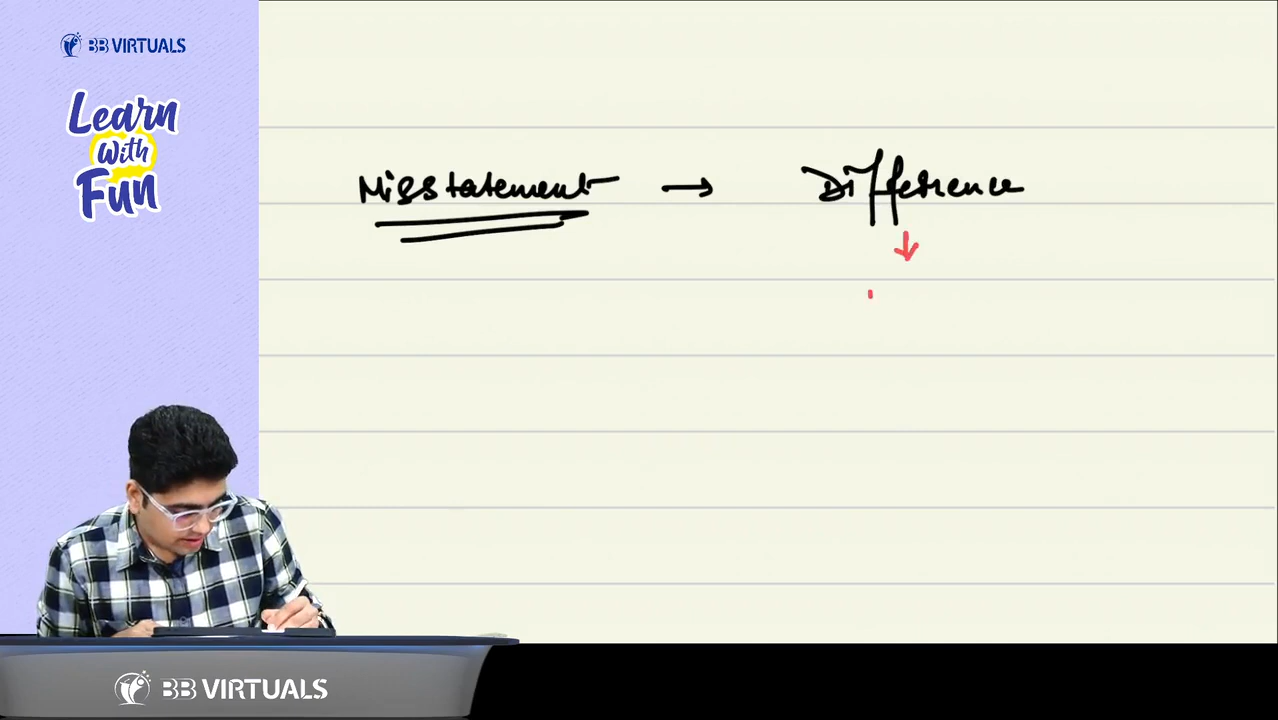 BB VIRTUALS
Learn
With
Fun
Misstatement → Difference
↓
BB VIRTUALS